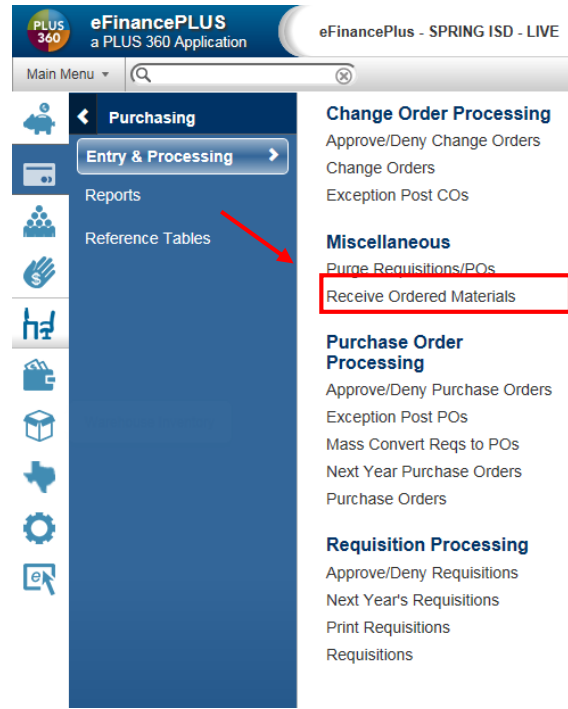 PLUS
360
eFinancePLUS
a PLUS 360 Application
eFinancePlus - SPRING ISD - LIVE
Main Menu
Purchasing
Entry & Processing
Reports
Reference Tables
Change Order Processing
Approve/Deny Change Orders
Change Orders
Exception Post COs
Miscellaneous
Purge Requisitions/POs
Receive Ordered Materials
Purchase Order
Processing
Approve/Deny Purchase Orders
Exception Post POs
Mass Convert Reqs to POs
Next Year Purchase Orders
Purchase Orders
Requisition Processing
Approve/Deny Requisitions
Next Year's Requisitions
Print Requisitions
Requisitions